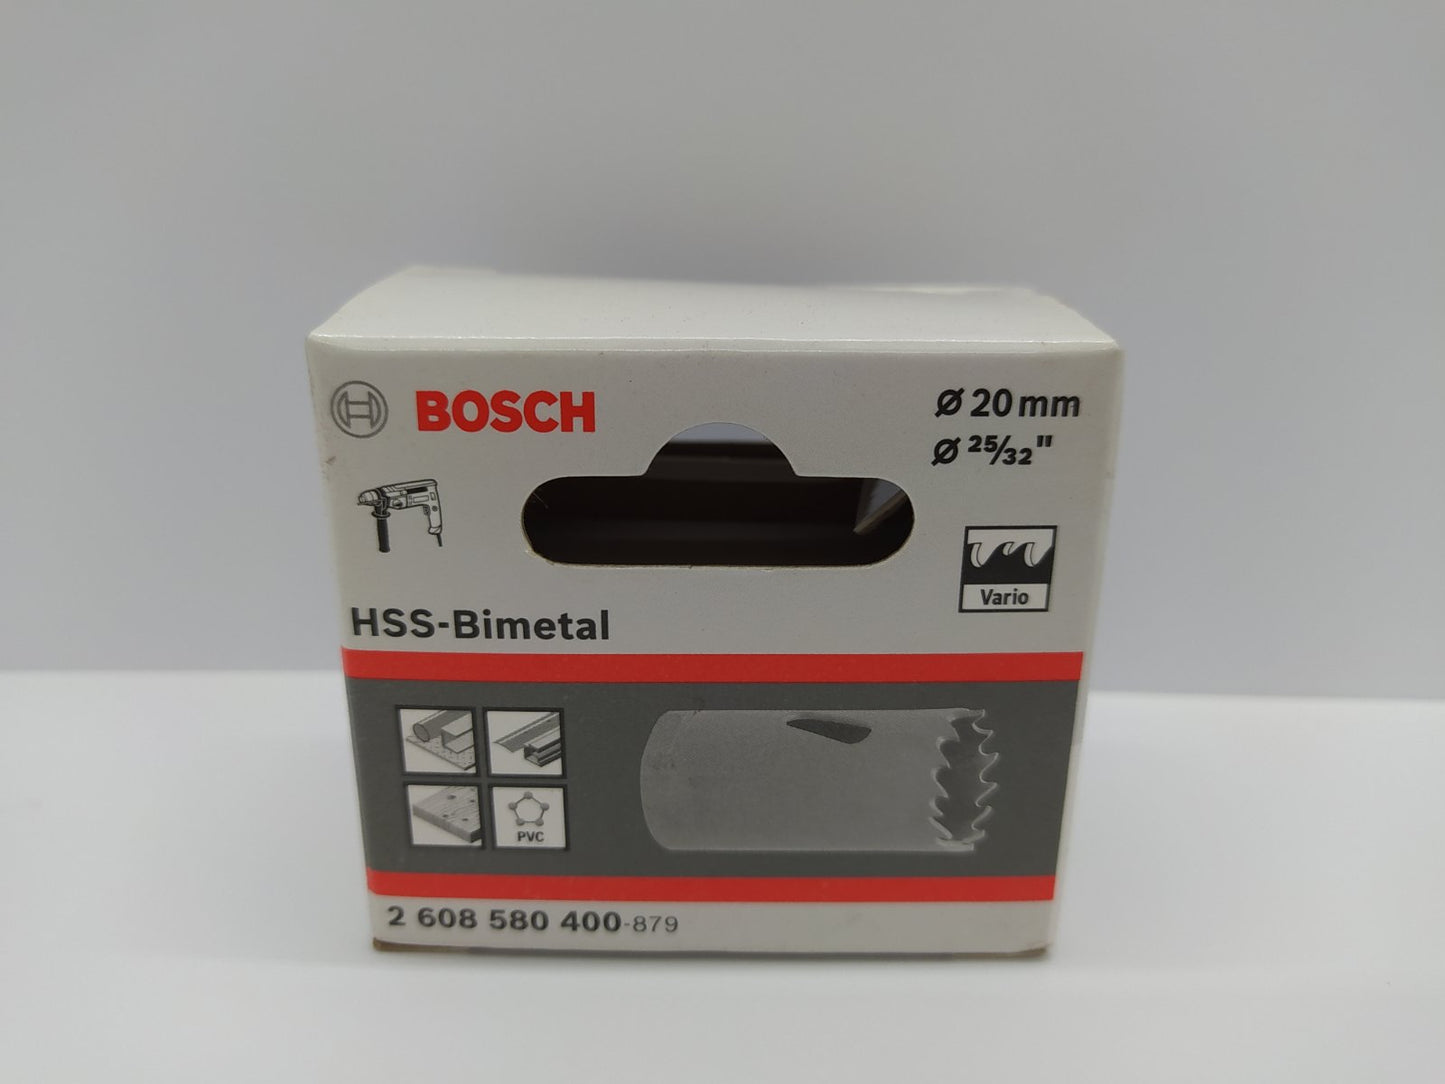 BOSCH
Ø 20 mm
Ø 25/32"
Vario
HSS-Bimetal
PVC
2 608 580 400-879